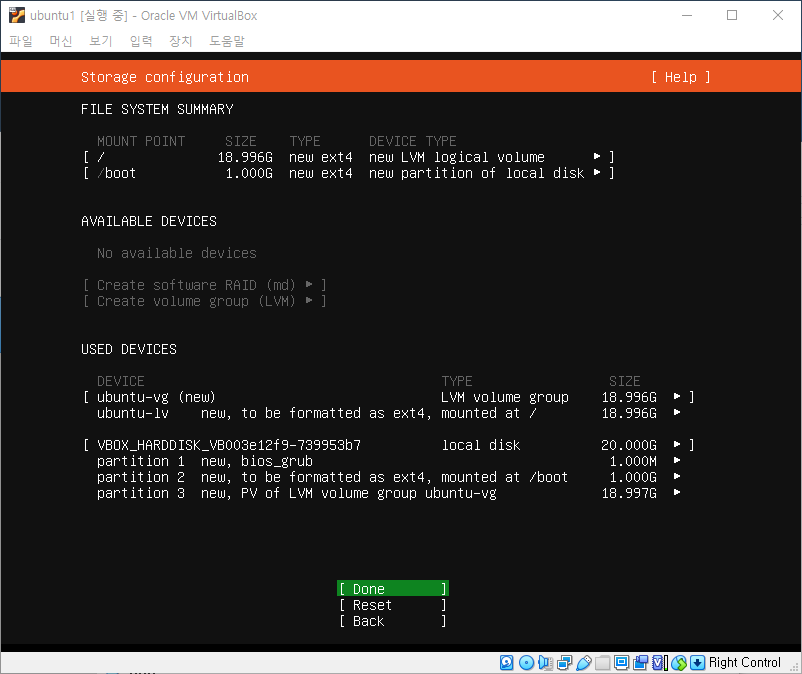 ubuntu1 [실행 중] - Oracle VM VirtualBox
파일 머신 보기 입력 장치 도움말
Storage configuration [ Help ]
FILE SYSTEM SUMMARY
MOUNT POINT SIZE TYPE DEVICE TYPE
[ / 18.996G new ext4 new LVM logical volume ▸ ]
[ /boot 1.000G new ext4 new partition of local disk ▸ ]
AVAILABLE DEVICES
No available devices
[ Create software RAID (md) ▸ ]
[ Create volume group (LVM) ▸ ]
USED DEVICES
DEVICE TYPE SIZE
[ ubuntu-vg (new) LVM volume group 18.996G ▸ ]
ubuntu-lv new, to be formatted as ext4, mounted at / 18.996G ▸
[ VBOX_HARDDISK_VB003e12f9-739953b7 local disk 20.000G ▸ ]
partition 1 new, bios_grub 1.000M ▸
partition 2 new, to be formatted as ext4, mounted at /boot 1.000G ▸
partition 3 new, PV of LVM volume group ubuntu-vg 18.997G ▸
[ Done ]
[ Reset ]
[ Back ]
Right Control